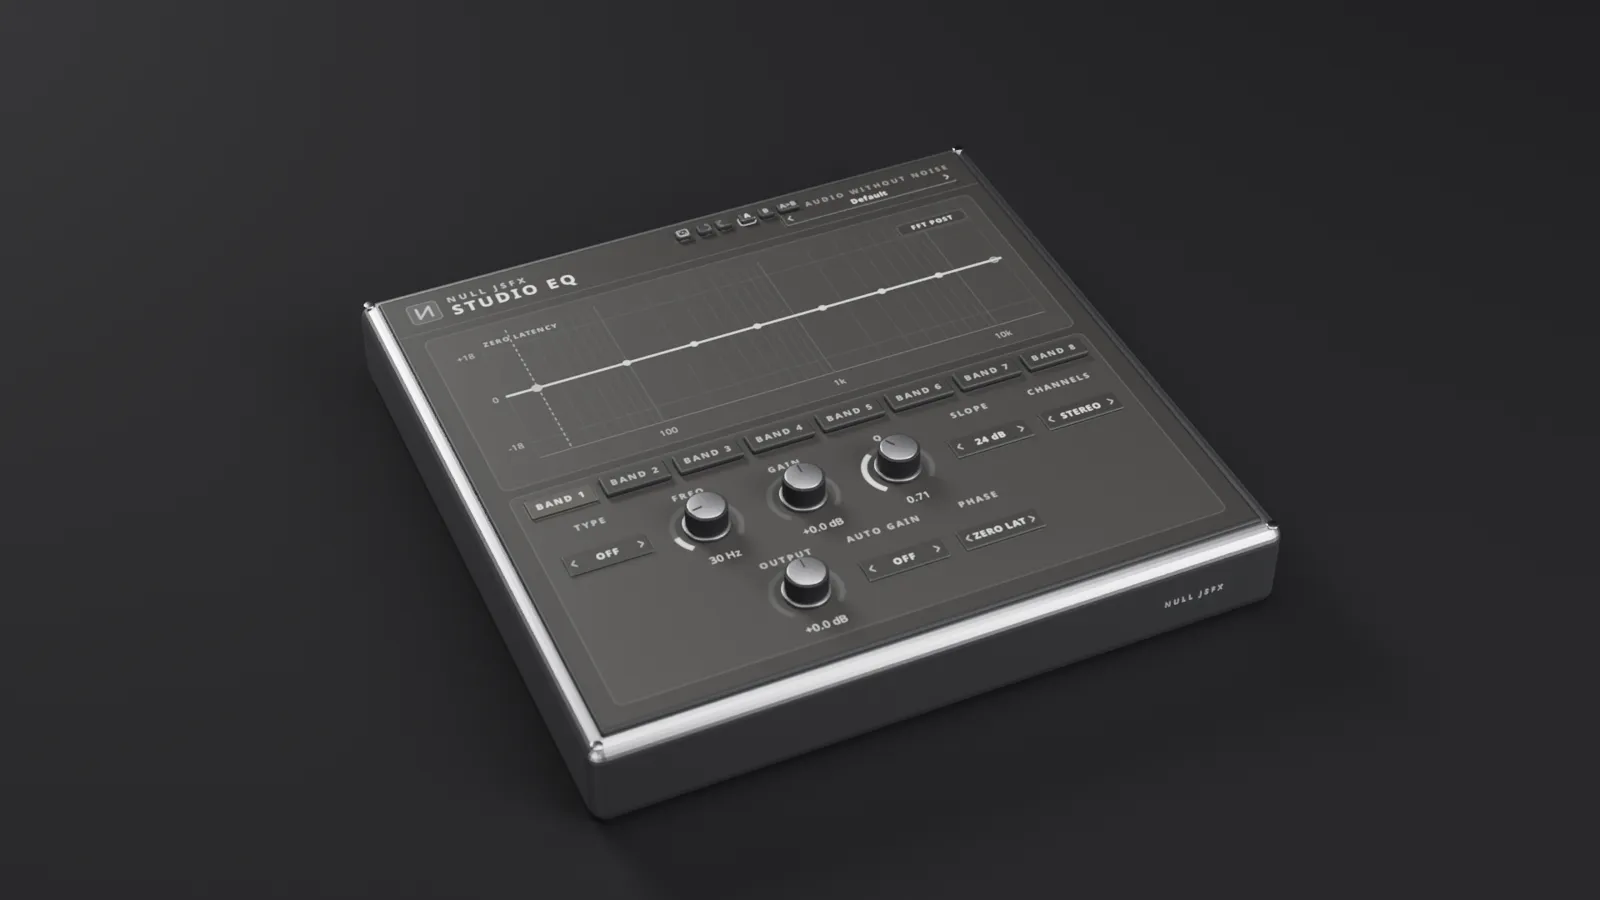 NULL JSFX
STUDIO EQ
A B A>B
AUDIO WITHOUT NOISE
< Default >
FFT POST
ZERO LATENCY
+18
0
-18
100
1k
10k
BAND 1 BAND 2 BAND 3 BAND 4 BAND 5 BAND 6 BAND 7 BAND 8
TYPE
< OFF >
FREQ
30 Hz
GAIN
+0.0 dB
Q
0.71
SLOPE
< 24 dB >
CHANNELS
< STEREO >
OUTPUT
+0.0 dB
AUTO GAIN
< OFF >
PHASE
< ZERO LAT >
NULL JSFX